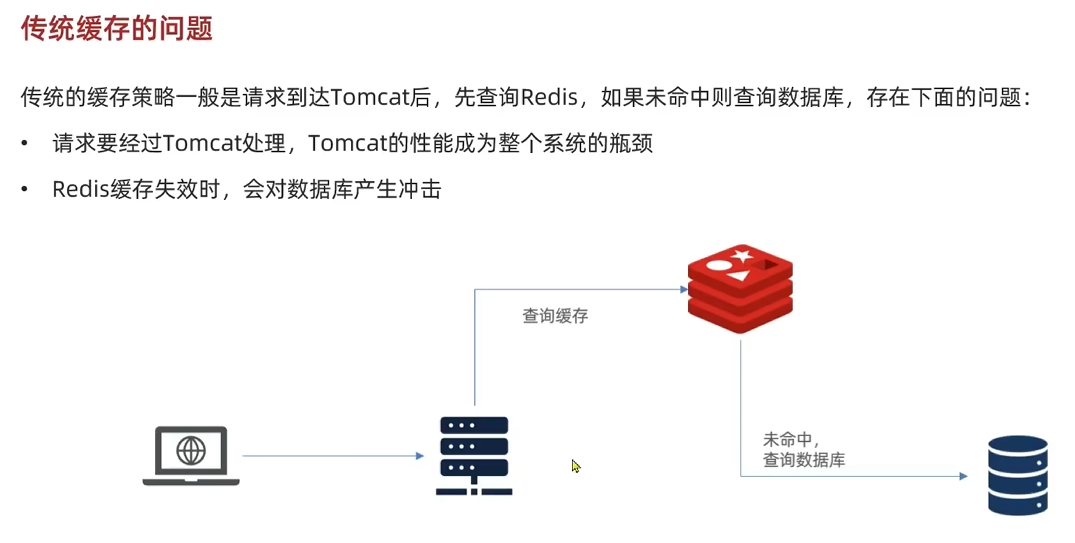 传统缓存的问题
传统的缓存策略一般是请求到达Tomcat后，先查询Redis，如果未命中则查询数据库，存在下面的问题：
• 请求要经过Tomcat处理，Tomcat的性能成为整个系统的瓶颈
• Redis缓存失效时，会对数据库产生冲击
查询缓存
未命中，
查询数据库